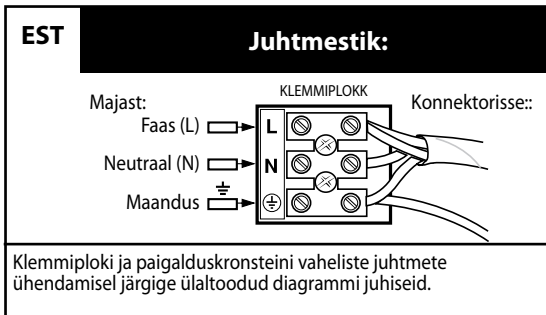 EST
Juhtmestik:
KLEMMIPLOKK
Majast:
Konnektorisse::
Faas (L)
L
Neutraal (N)
N
Maandus
Klemmiploki ja paigalduskronsteini vaheliste juhtmete
ühendamisel järgige ülaltoodud diagrammi juhiseid.